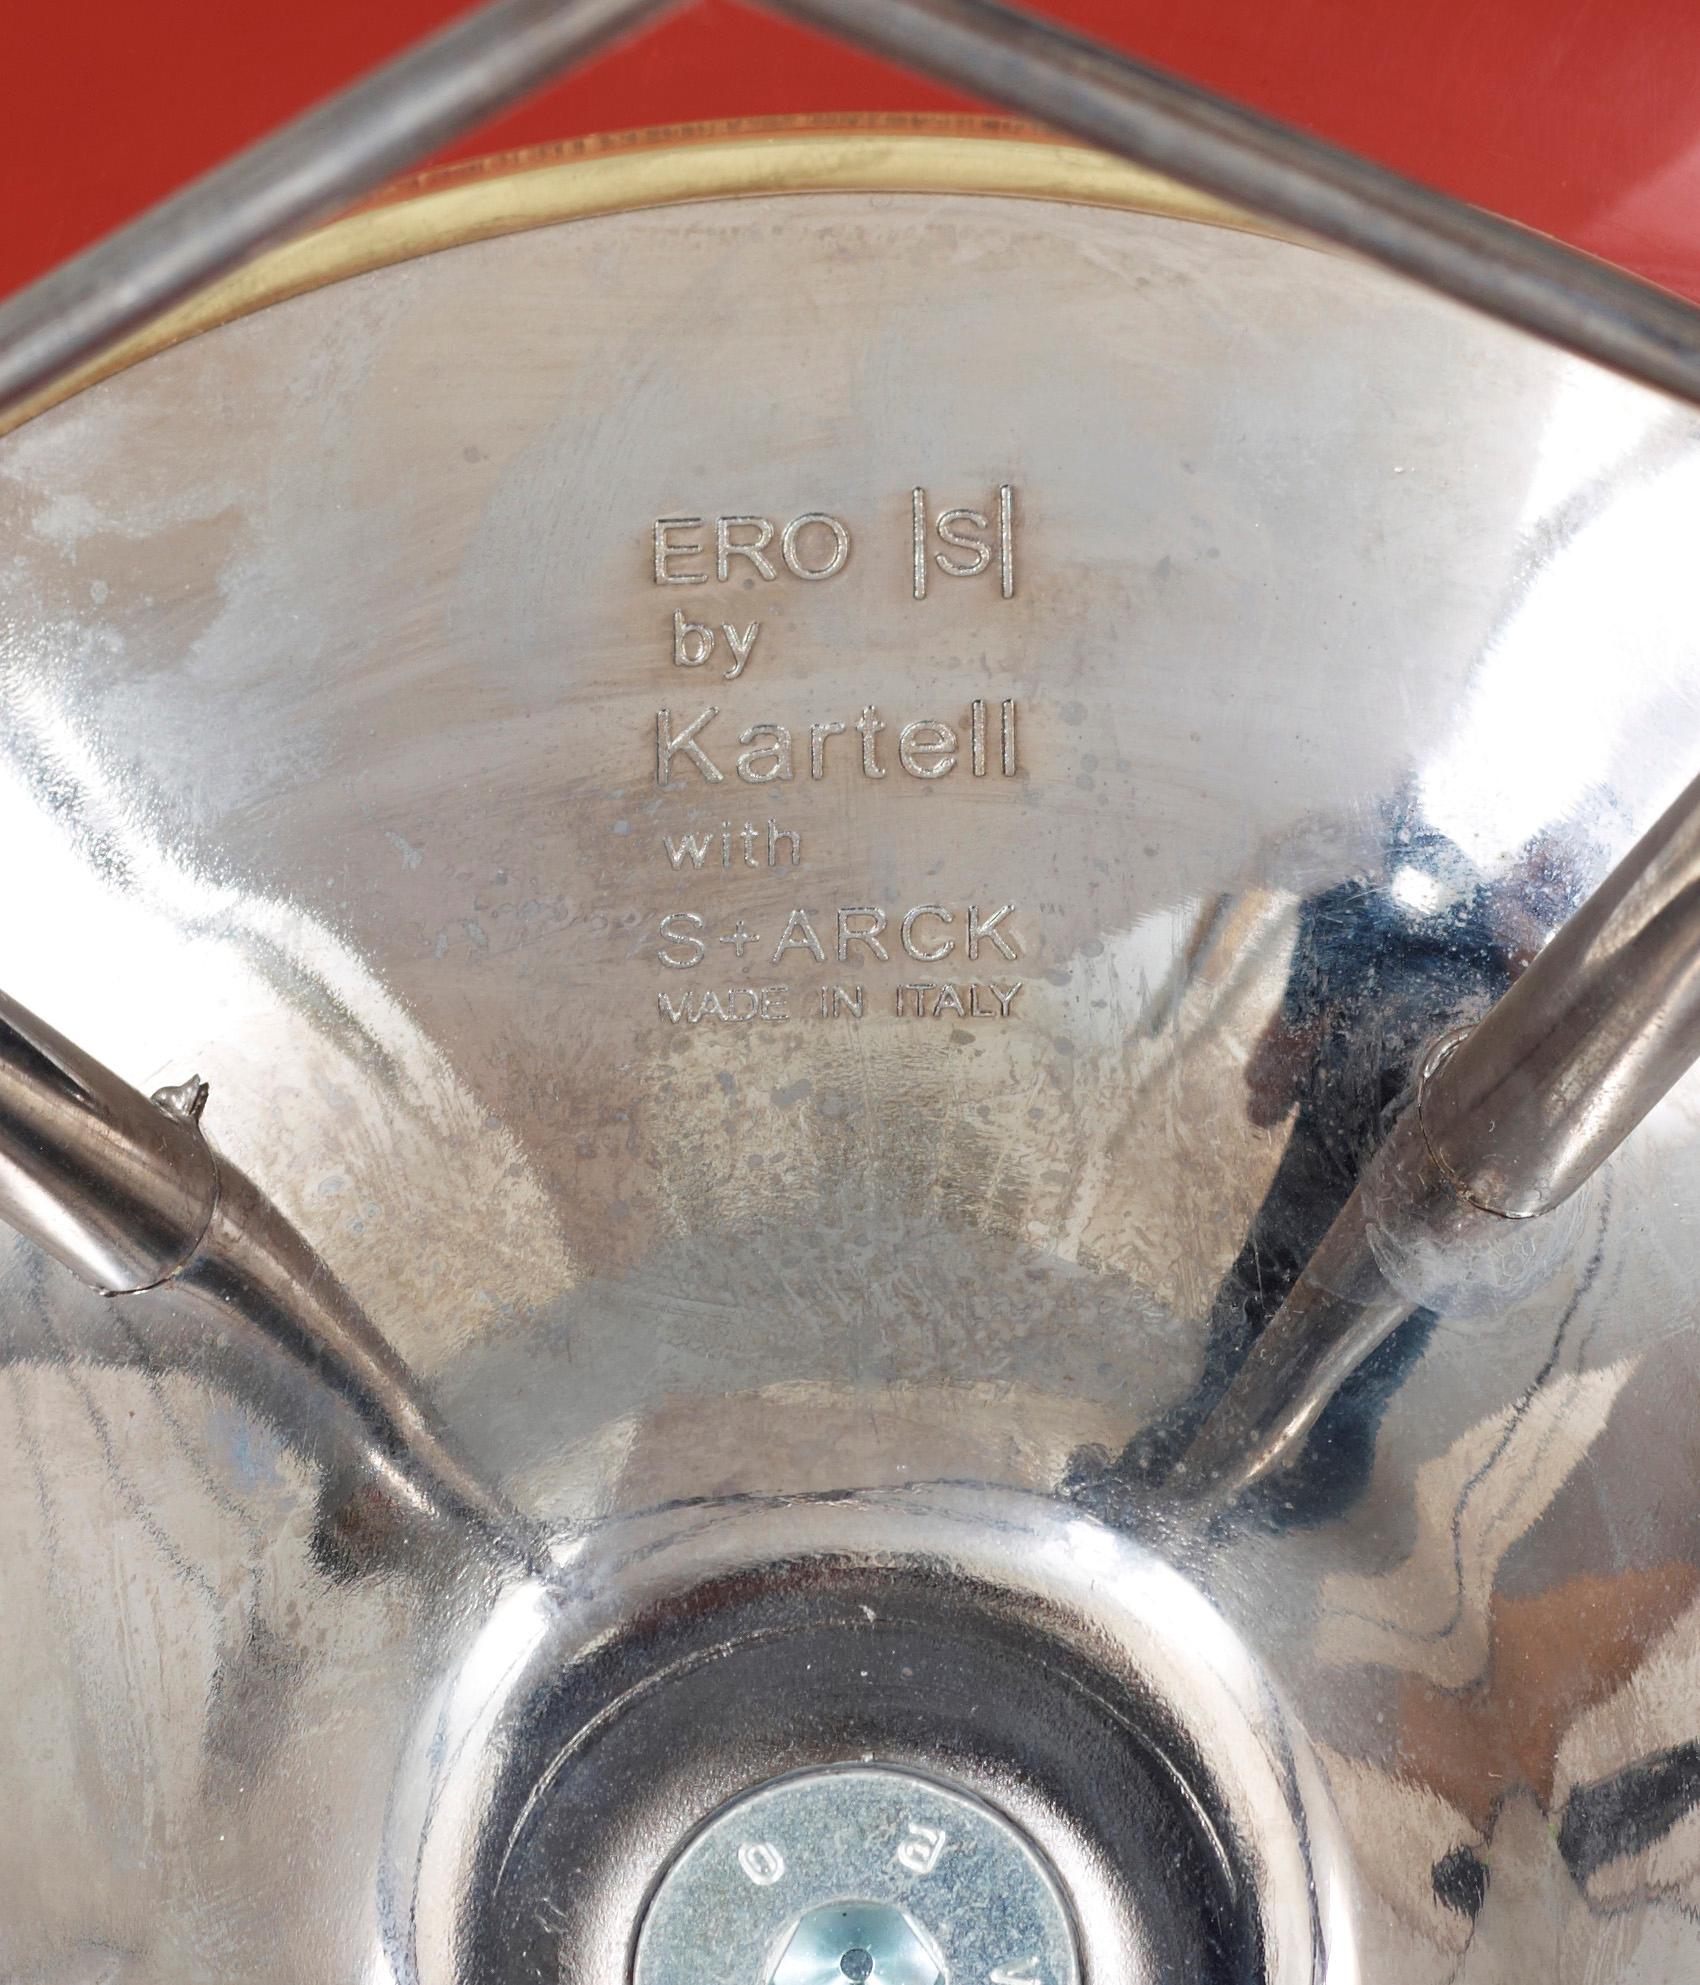 ERO |S|
by
Kartell
with
S+ARCK
MADE IN ITALY
O R